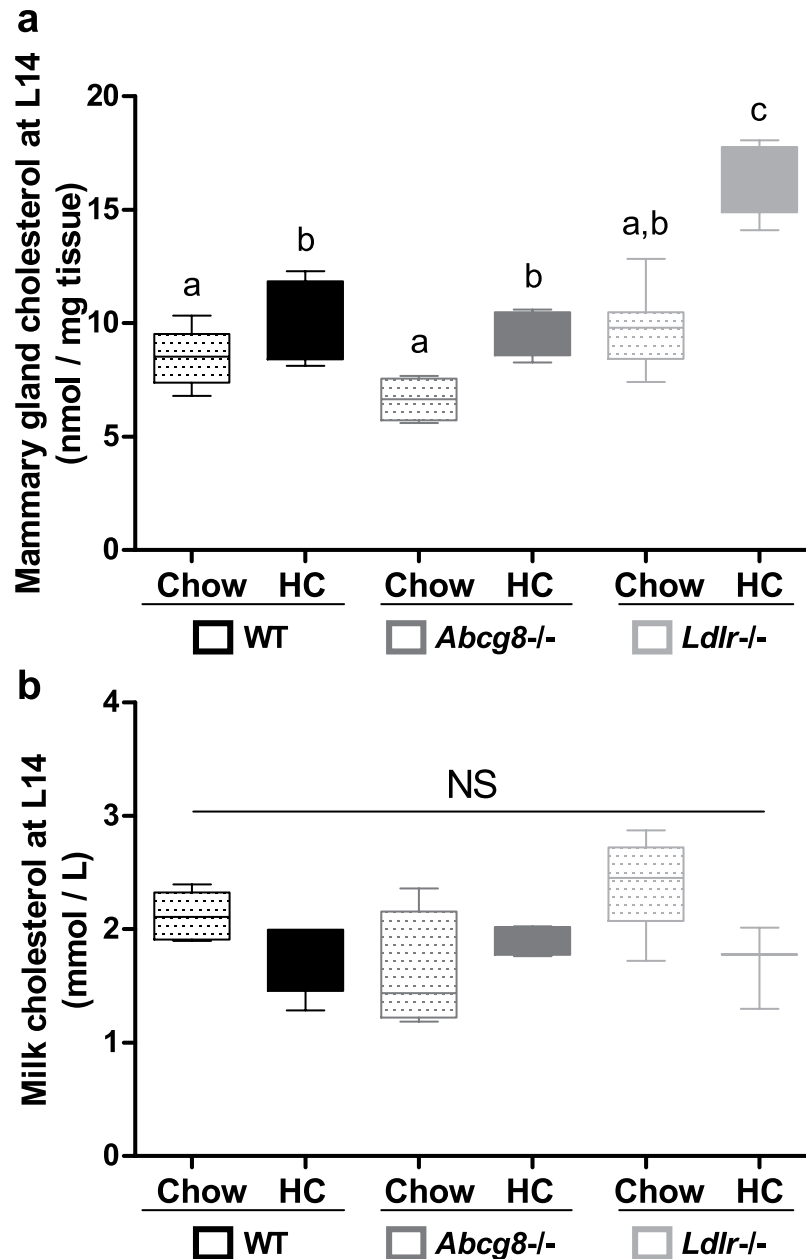 a
Mammary gland cholesterol at L14
(nmol / mg tissue)
20
15
10
5
0
a
b
a
b
a,b
c
Chow HC Chow HC Chow HC
WT Abcg8-/- Ldlr-/-
b
Milk cholesterol at L14
(mmol / L)
4
3
2
1
0
NS
Chow HC Chow HC Chow HC
WT Abcg8-/- Ldlr-/-